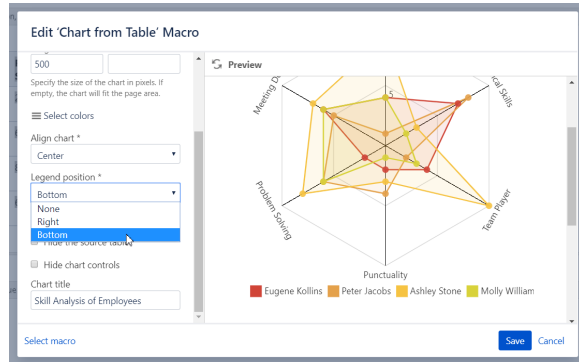 Edit ‘Chart from Table’ Macro
500
Specify the size of the chart in pixels. If
empty, the chart will fit the page area.
Select colors
Align chart *
Center
Legend position *
Bottom
None
Right
Bottom
Hide the source table
Hide chart controls
Chart title
Skill Analysis of Employees
Select macro
Preview
5
Meeting D
ical Skills
Problem Solving
Team Player
Punctuality
Eugene Kollins Peter Jacobs Ashley Stone Molly William
Save Cancel